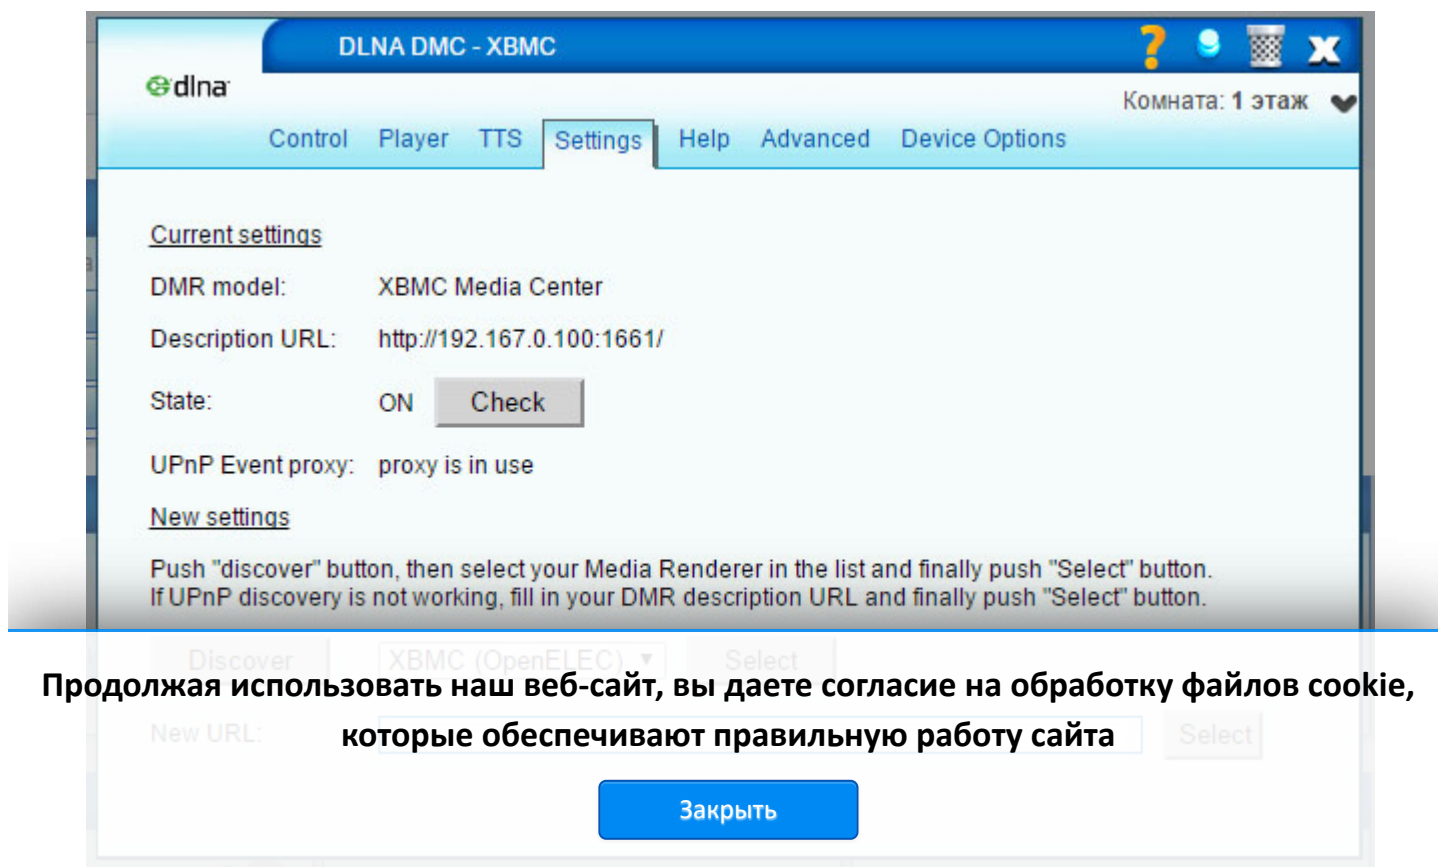 DLNA DMC - XBMC
dlna
Комната: 1 этаж
Control Player TTS Settings Help Advanced Device Options
Current settings
DMR model: XBMC Media Center
Description URL: http://192.167.0.100:1661/
State: ON Check
UPnP Event proxy: proxy is in use
New settings
Push "discover" button, then select your Media Renderer in the list and finally push "Select" button.
If UPnP discovery is not working, fill in your DMR description URL and finally push "Select" button.
Discover XBMC (OpenELEC) Select
Продолжая использовать наш веб-сайт, вы даете согласие на обработку файлов cookie,
которые обеспечивают правильную работу сайта
New URL: Select
Закрыть